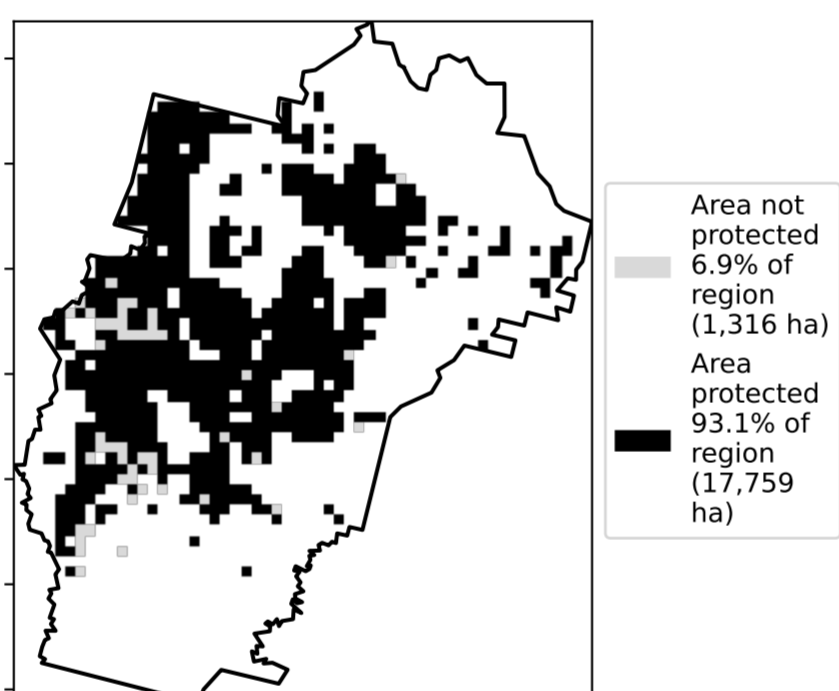 Area not
protected
6.9% of
region
(1,316 ha)
Area
protected
93.1% of
region
(17,759
ha)